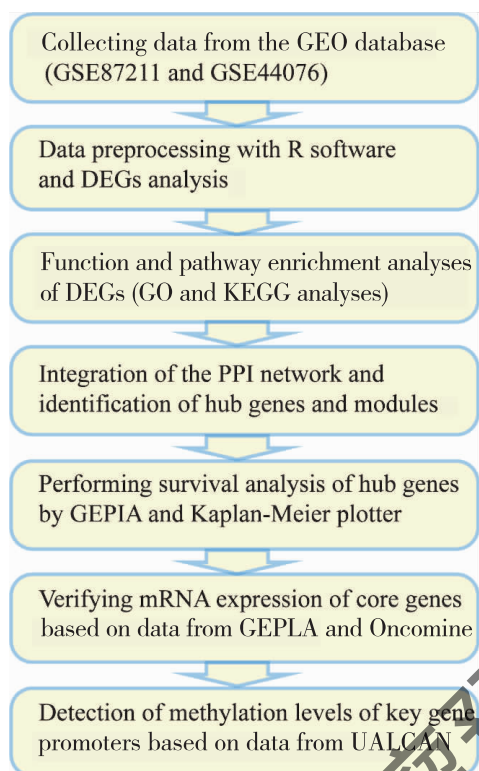 Collecting data from the GEO database
(GSE87211 and GSE44076)
Data preprocessing with R software
and DEGs analysis
Function and pathway enrichment analyses
of DEGs (GO and KEGG analyses)
Integration of the PPI network and
identification of hub genes and modules
Performing survival analysis of hub genes
by GEPIA and Kaplan-Meier plotter
Verifying mRNA expression of core genes
based on data from GEPLA and Oncomine
Detection of methylation levels of key gene
promoters based on data from UALCAN